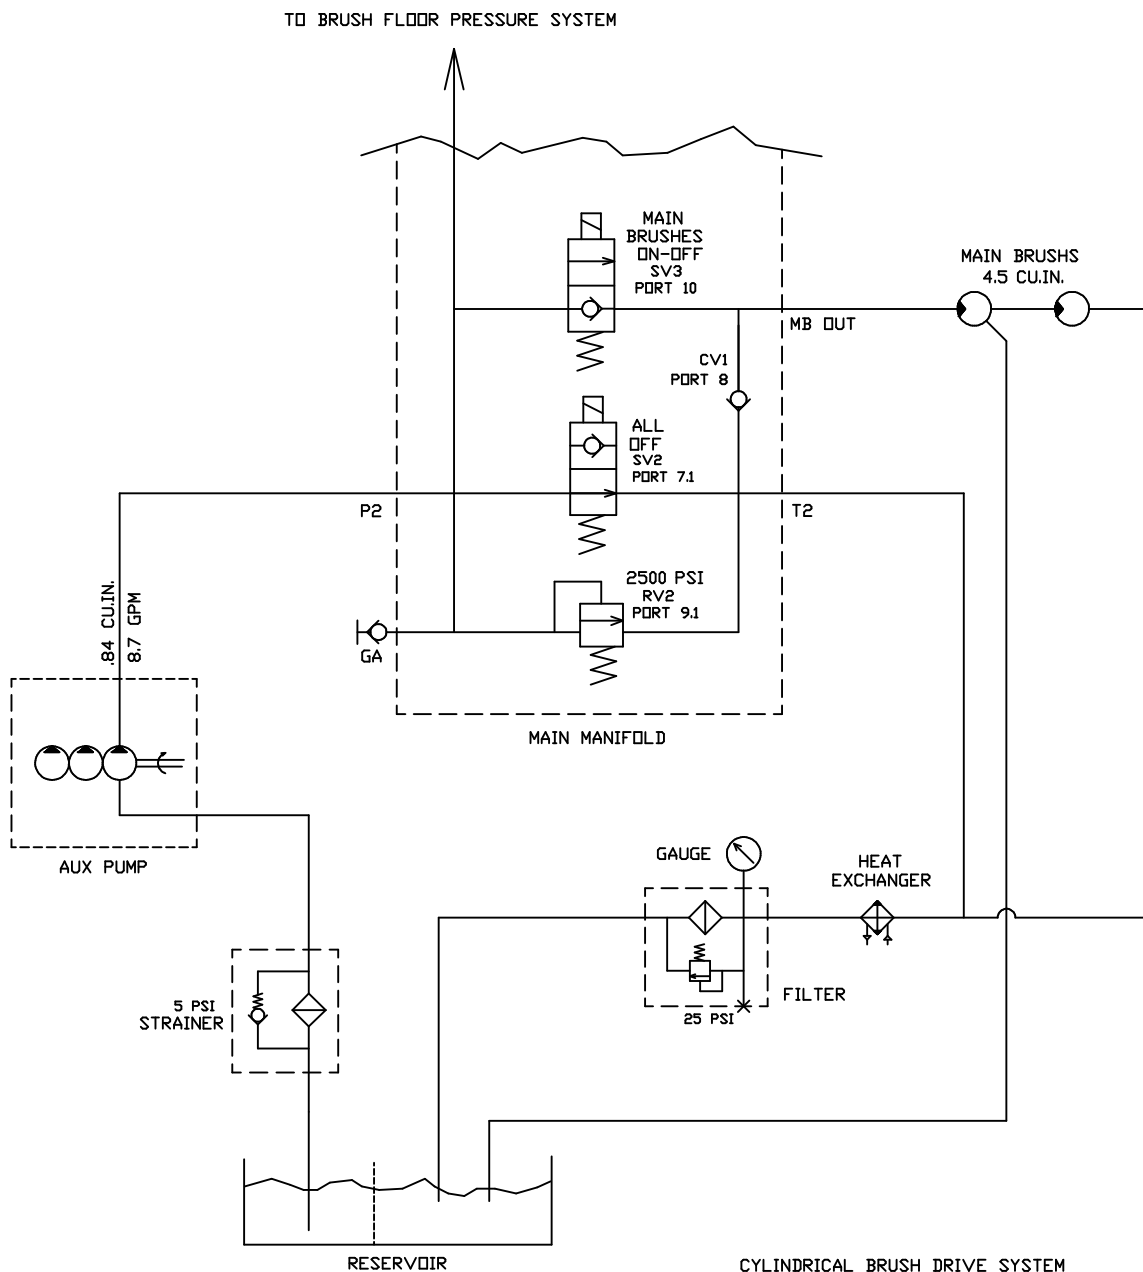 TO BRUSH FLOOR PRESSURE SYSTEM
MAIN
BRUSHES
ON-OFF
SV3
PORT 10
MAIN BRUSHS
4.5 CU.IN.
MB OUT
CV1
PORT 8
ALL
OFF
SV2
PORT 7.1
P2
T2
2500 PSI
RV2
PORT 9.1
.84 CU.IN.
8.7 GPM
GA
MAIN MANIFOLD
AUX PUMP
GAUGE
HEAT
EXCHANGER
FILTER
25 PSI
5 PSI
STRAINER
RESERVOIR
CYLINDRICAL BRUSH DRIVE SYSTEM